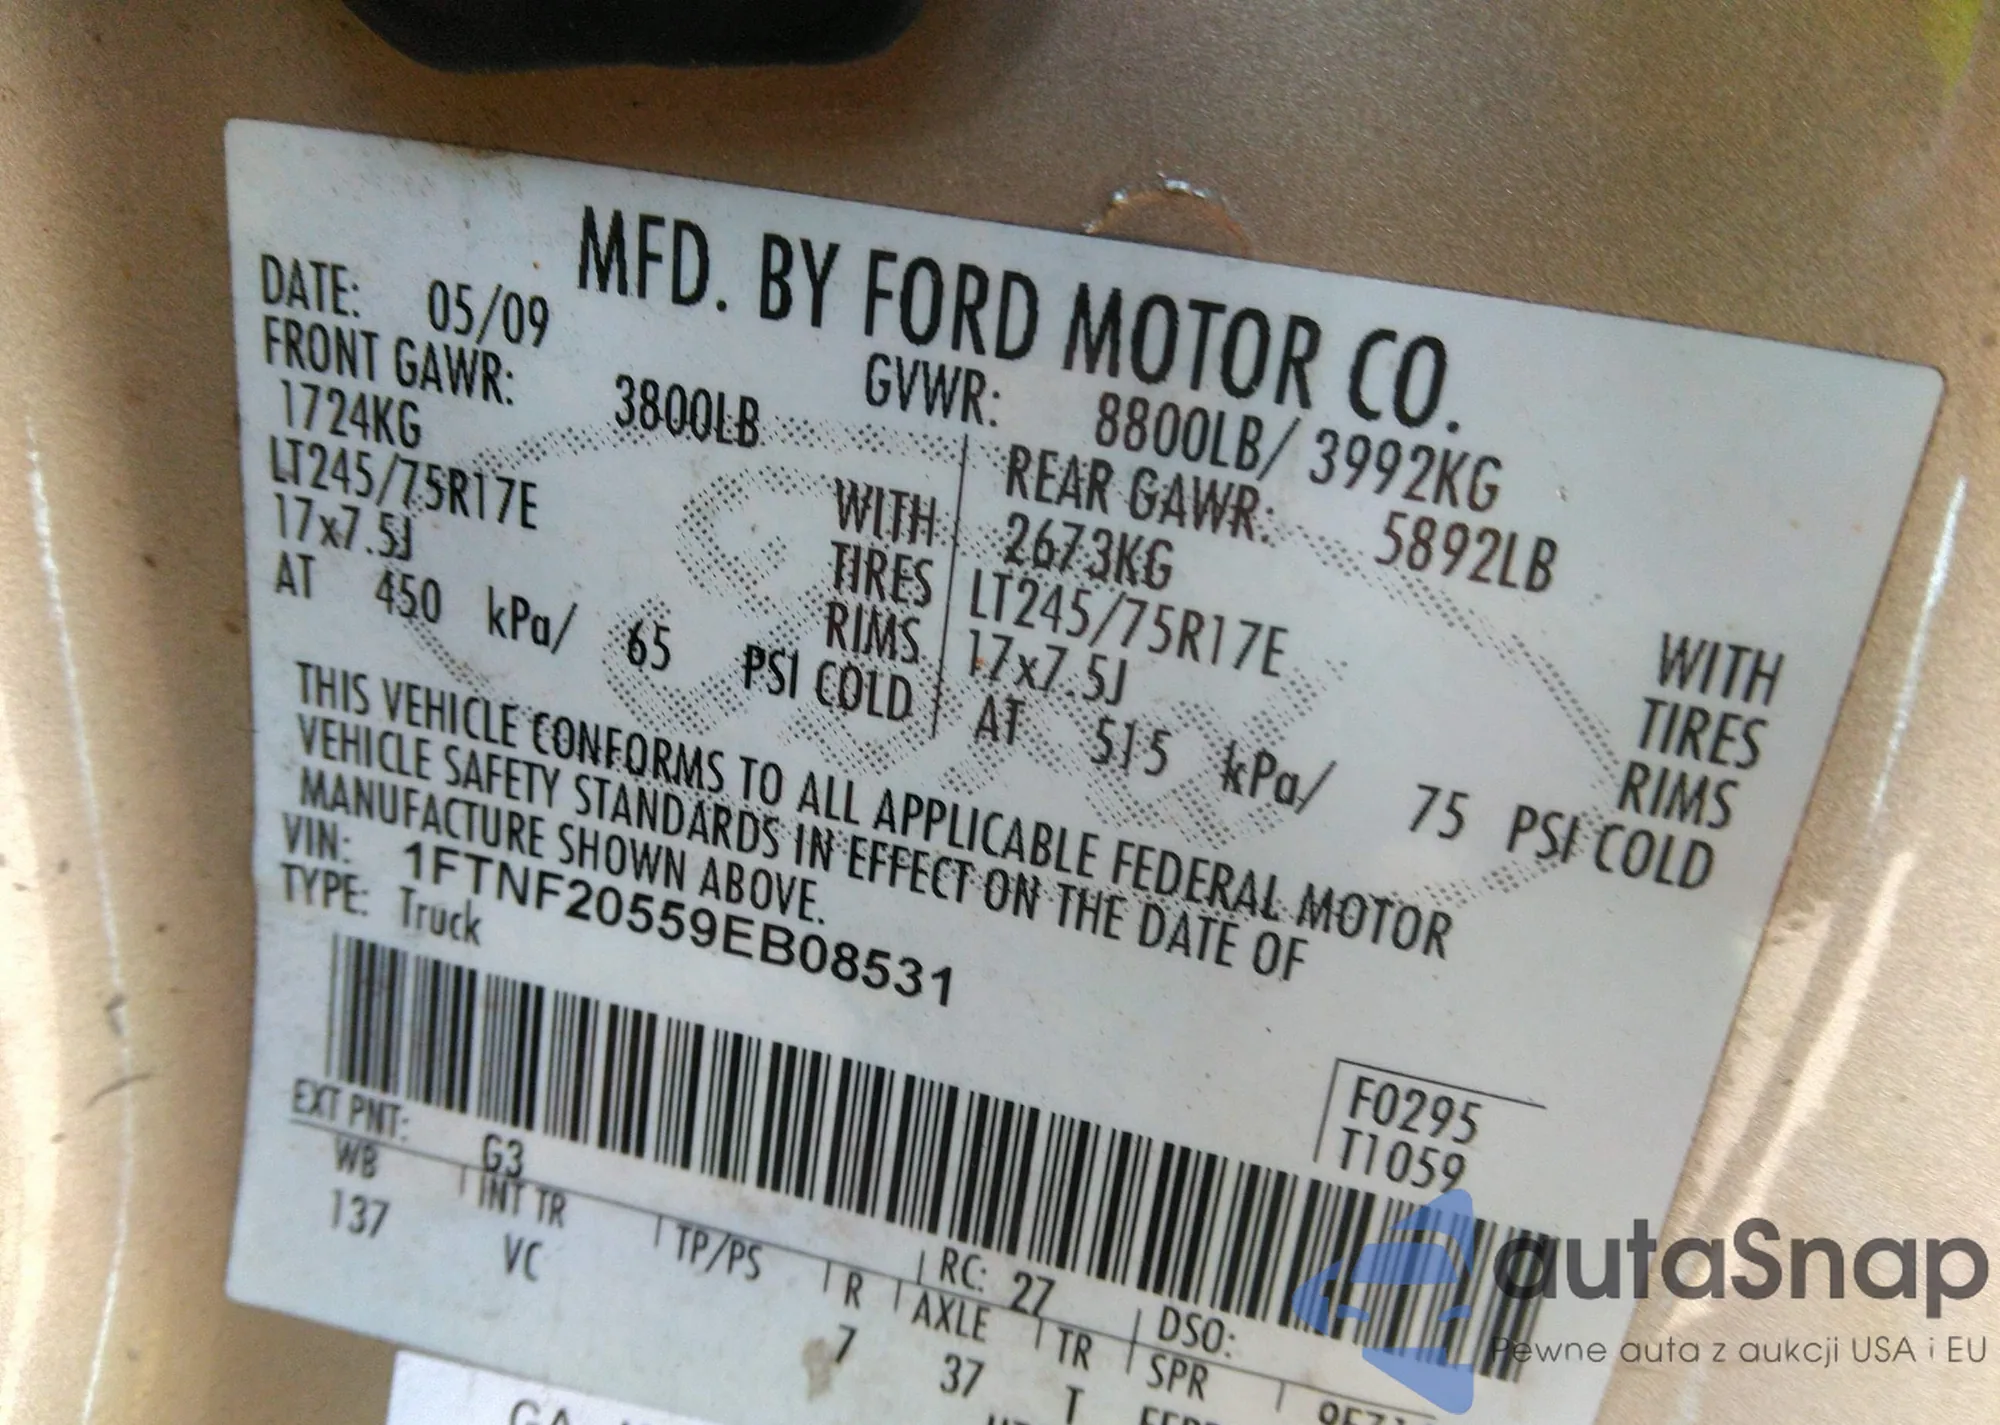 MFD. BY FORD MOTOR CO.
DATE: 05/09 GVWR: 8800LB/ 3992KG
FRONT GAWR: 3800LB REAR GAWR: 5892LB
1724KG WITH 2673KG WITH
LT245/75R17E TIRES LT245/75R17E TIRES
17x7.5J RIMS 17x7.5J RIMS
AT 450 kPa/ 65 PSI COLD AT 515 kPa/ 75 PSI COLD
THIS VEHICLE CONFORMS TO ALL APPLICABLE FEDERAL MOTOR
VEHICLE SAFETY STANDARDS IN EFFECT ON THE DATE OF
MANUFACTURE SHOWN ABOVE.
VIN: 1FTNF20559EB08531
TYPE: Truck
F0295
T1059
EXT PNT: G3 RC: 27 DSO:
WB INT TR TP/PS R AXLE TR SPR
137 VC 7 37 T
autaSnap
Pewne auta z aukcji USA i EU